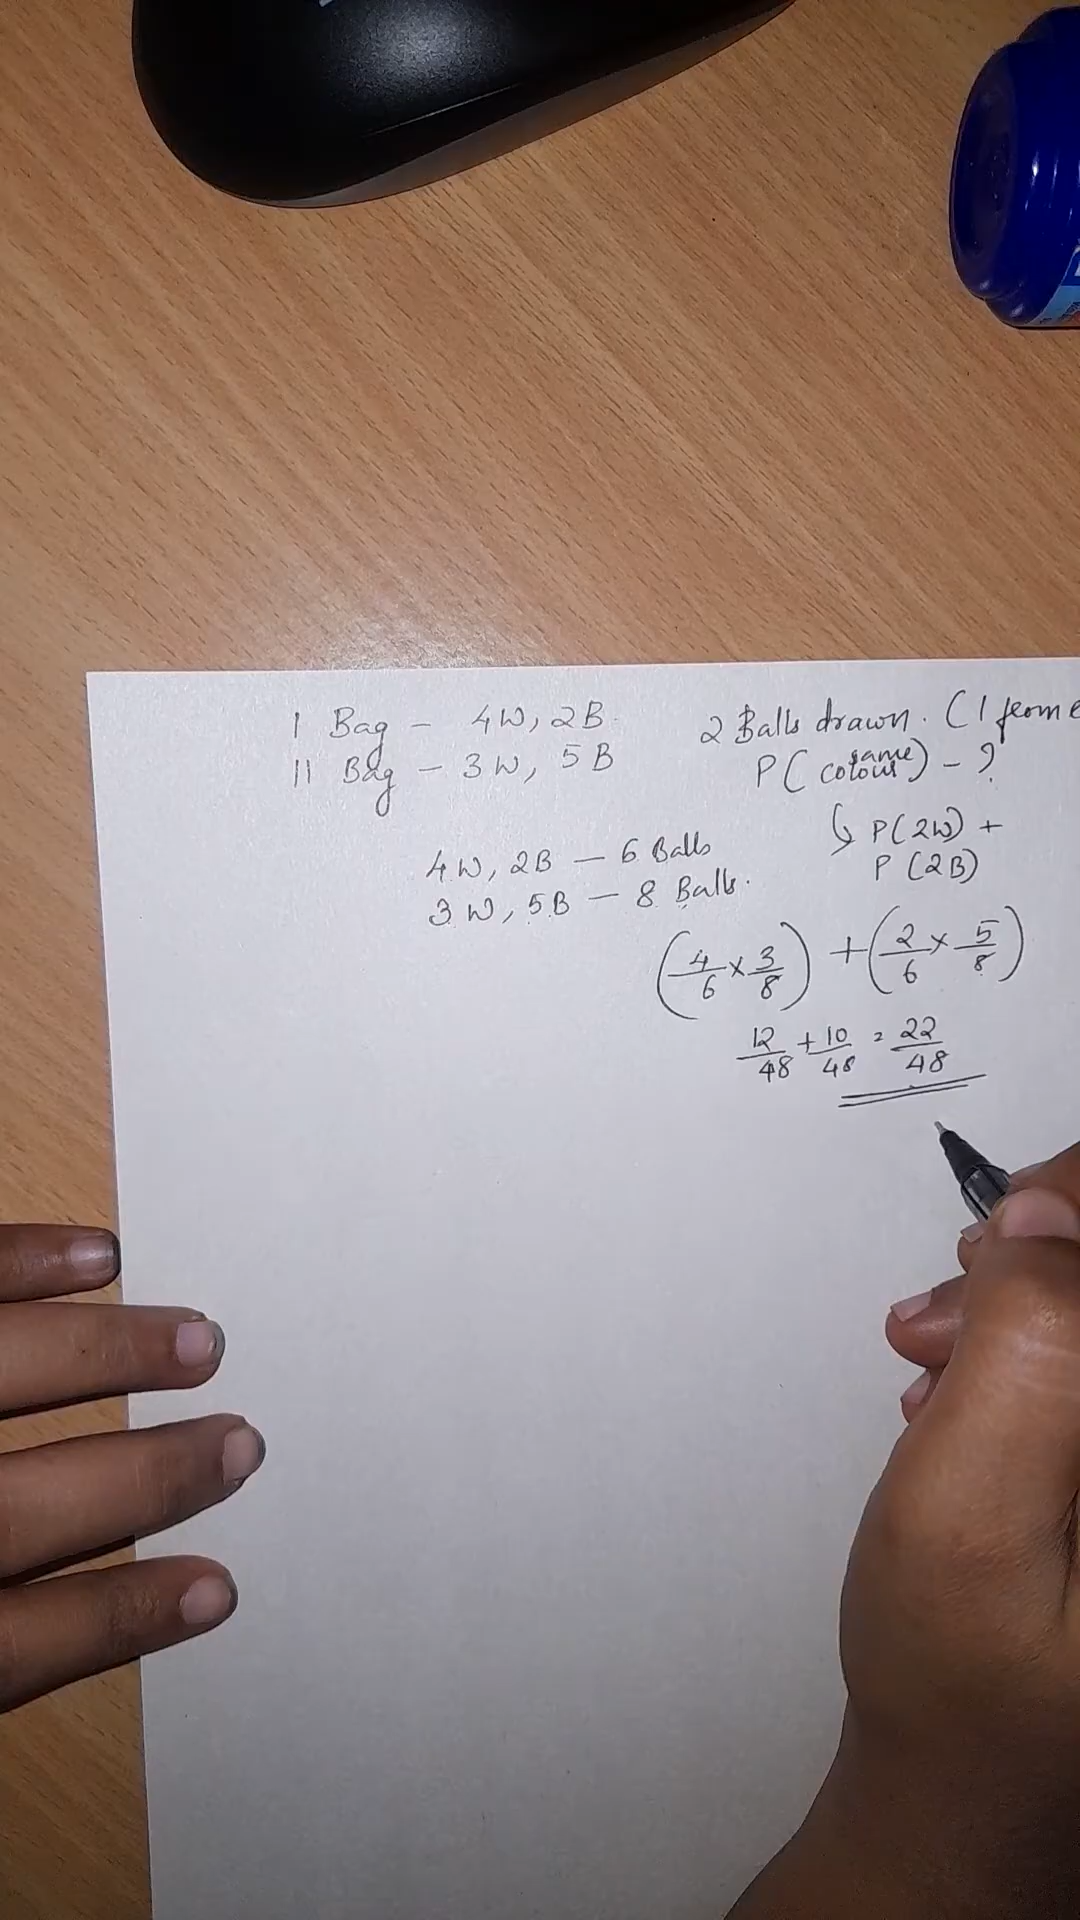 I Bag - 4W, 2B.
II Bag - 3W, 5B
2 Balls drawn. (1 from
P(same colour) - ?
↳ P(2W) +
P(2B)
4W, 2B - 6 Balls
3W, 5B - 8 Balls.
(4/6 × 3/8) + (2/6 × 5/8)
12/48 + 10/48 = 22/48